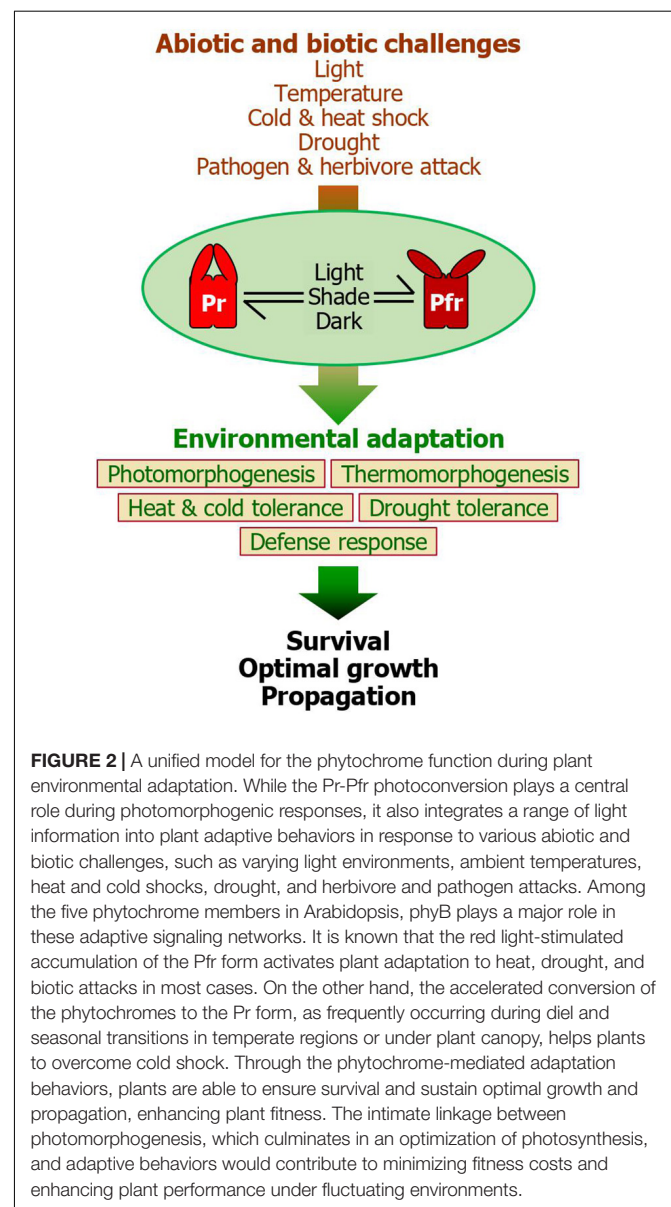 Abiotic and biotic challenges
Light
Temperature
Cold & heat shock
Drought
Pathogen & herbivore attack
Pr
Light
Shade
Dark
Pfr
Environmental adaptation
Photomorphogenesis
Thermomorphogenesis
Heat & cold tolerance
Drought tolerance
Defense response
Survival
Optimal growth
Propagation
FIGURE 2 | A unified model for the phytochrome function during plant
environmental adaptation. While the Pr-Pfr photoconversion plays a central
role during photomorphogenic responses, it also integrates a range of light
information into plant adaptive behaviors in response to various abiotic and
biotic challenges, such as varying light environments, ambient temperatures,
heat and cold shocks, drought, and herbivore and pathogen attacks. Among
the five phytochrome members in Arabidopsis, phyB plays a major role in
these adaptive signaling networks. It is known that the red light-stimulated
accumulation of the Pfr form activates plant adaptation to heat, drought, and
biotic attacks in most cases. On the other hand, the accelerated conversion of
the phytochromes to the Pr form, as frequently occurring during diel and
seasonal transitions in temperate regions or under plant canopy, helps plants
to overcome cold shock. Through the phytochrome-mediated adaptation
behaviors, plants are able to ensure survival and sustain optimal growth and
propagation, enhancing plant fitness. The intimate linkage between
photomorphogenesis, which culminates in an optimization of photosynthesis,
and adaptive behaviors would contribute to minimizing fitness costs and
enhancing plant performance under fluctuating environments.